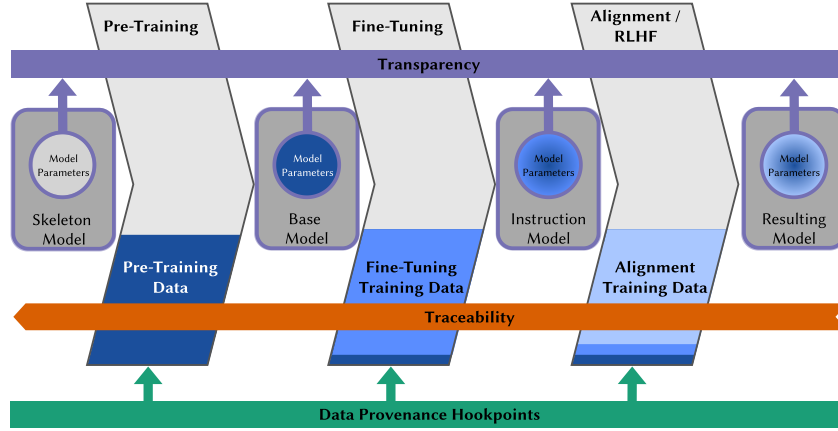 Pre-Training
Fine-Tuning
Alignment /
RLHF
Transparency
Model
Parameters
Skeleton
Model
Model
Parameters
Base
Model
Model
Parameters
Instruction
Model
Model
Parameters
Resulting
Model
Pre-Training
Data
Fine-Tuning
Training Data
Alignment
Training Data
Traceability
Data Provenance Hookpoints